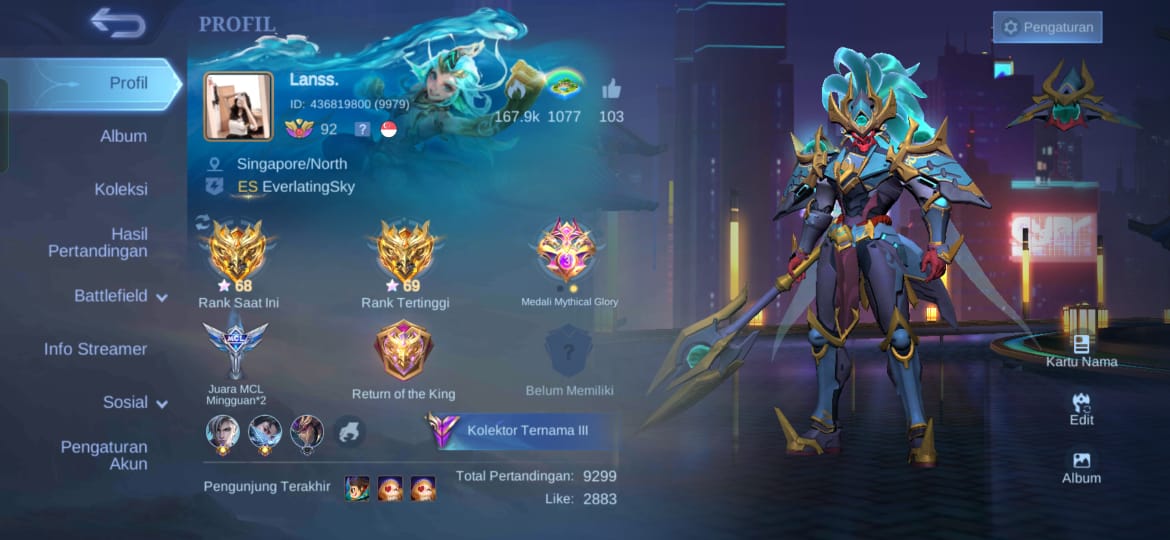 PROFIL
Pengaturan
Profil
Album
Koleksi
Hasil
Pertandingan
Battlefield
Info Streamer
Sosial
Pengaturan
Akun
Lanss.
ID: 436819800 (9979)
92
?
167.9k
1077
103
Singapore/North
ES EverlatingSky
68
Rank Saat Ini
69
Rank Tertinggi
3
Medali Mythical Glory
MCL
Juara MCL
Mingguan*2
Return of the King
?
Belum Memiliki
Kolektor Ternama III
Pengunjung Terakhir
Total Pertandingan: 9299
Like: 2883
Kartu Nama
Edit
Album